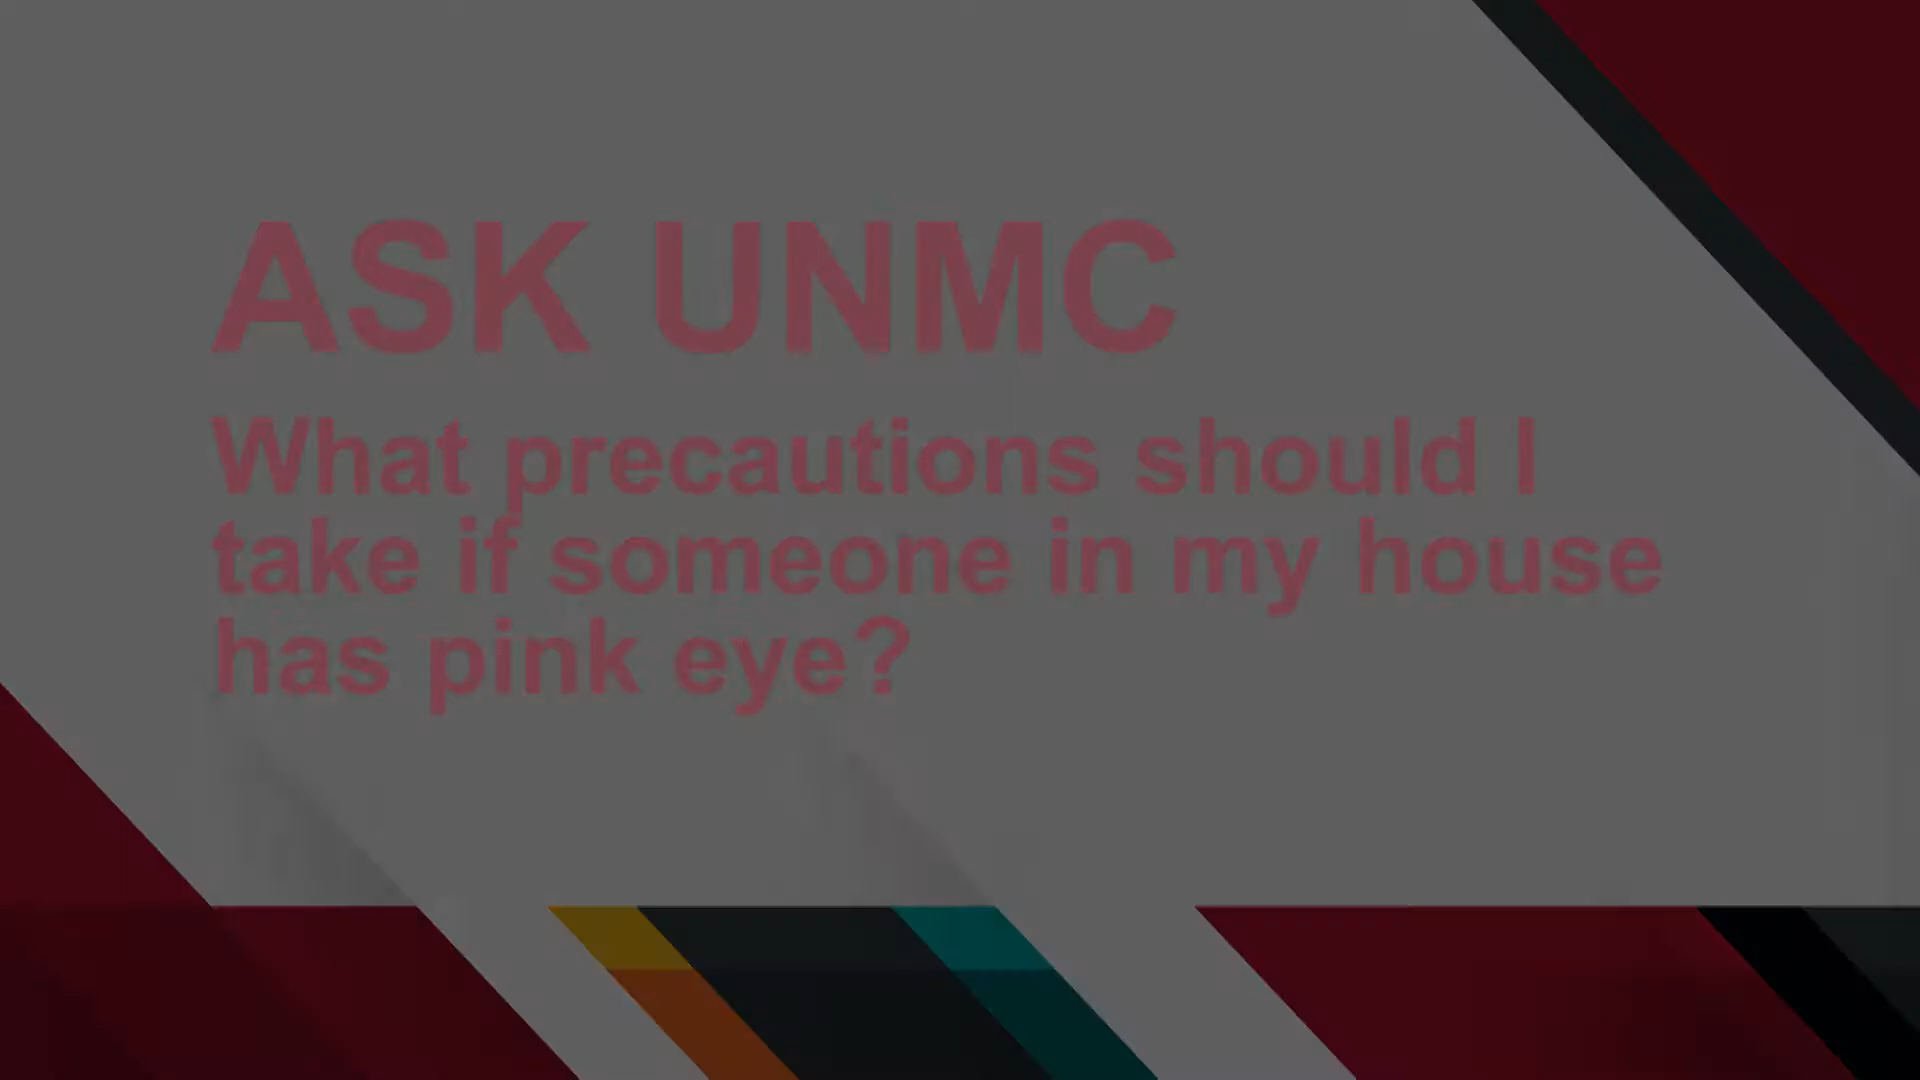 ASK UNMC
What precautions should I
take if someone in my house
has pink eye?